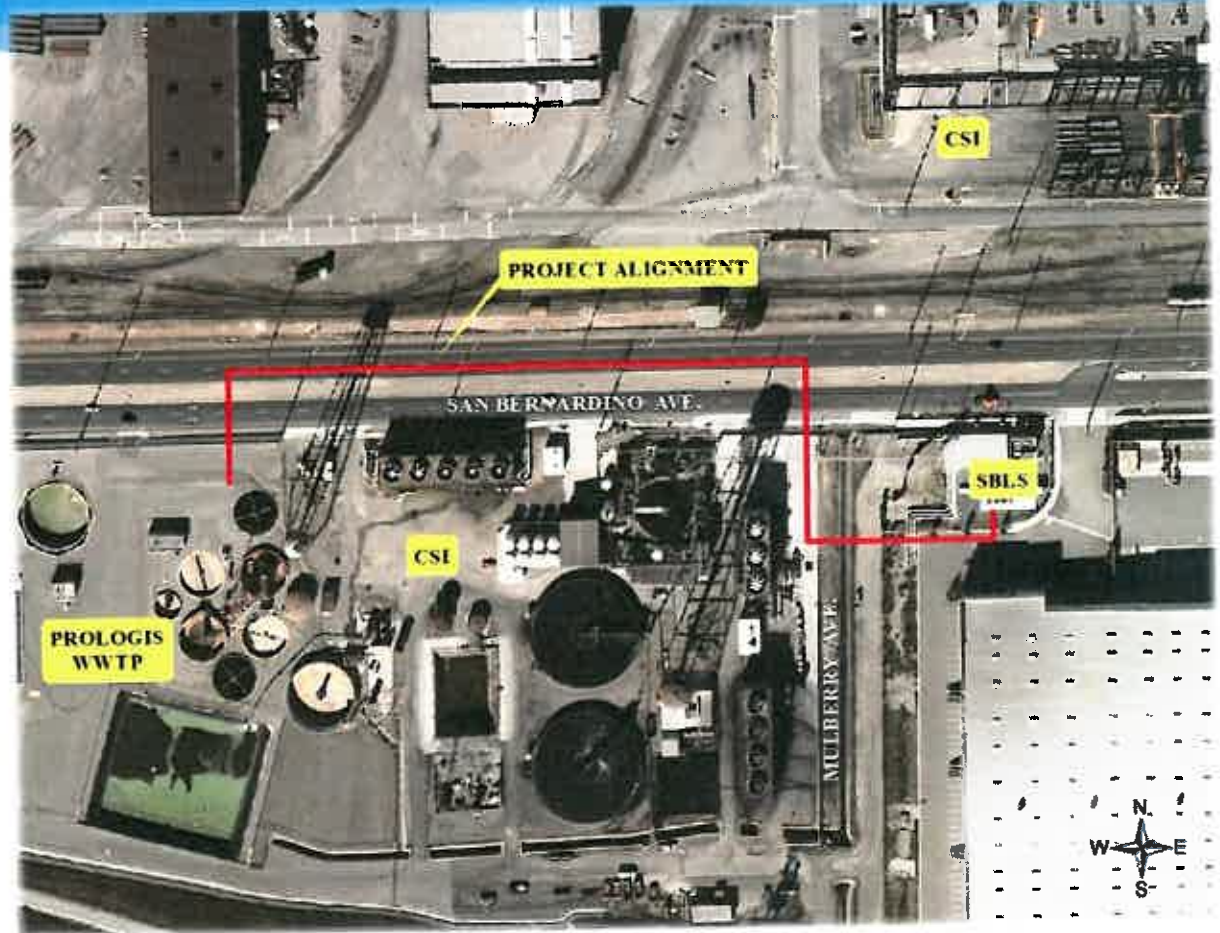 CSI
PROJECT ALIGNMENT
SAN BERNARDINO AVE.
SBLS
CSI
PROLOGIS
WWTP
MULBERRY AVE.
N
W E
S